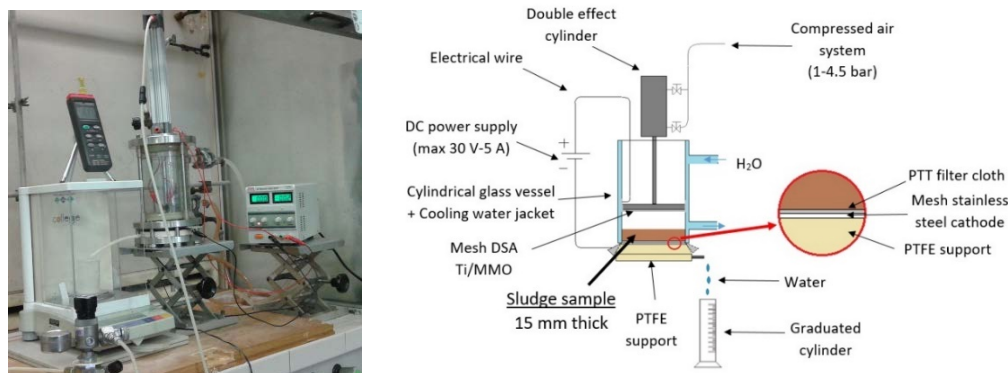 Double effect
cylinder
Compressed air
system
(1-4.5 bar)
Electrical wire
DC power supply
(max 30 V-5 A)
+
−
H₂O
Cylindrical glass vessel
+ Cooling water jacket
PTT filter cloth
Mesh stainless
steel cathode
PTFE support
Mesh DSA
Ti/MMO
Sludge sample
15 mm thick
PTFE
support
Water
Graduated
cylinder